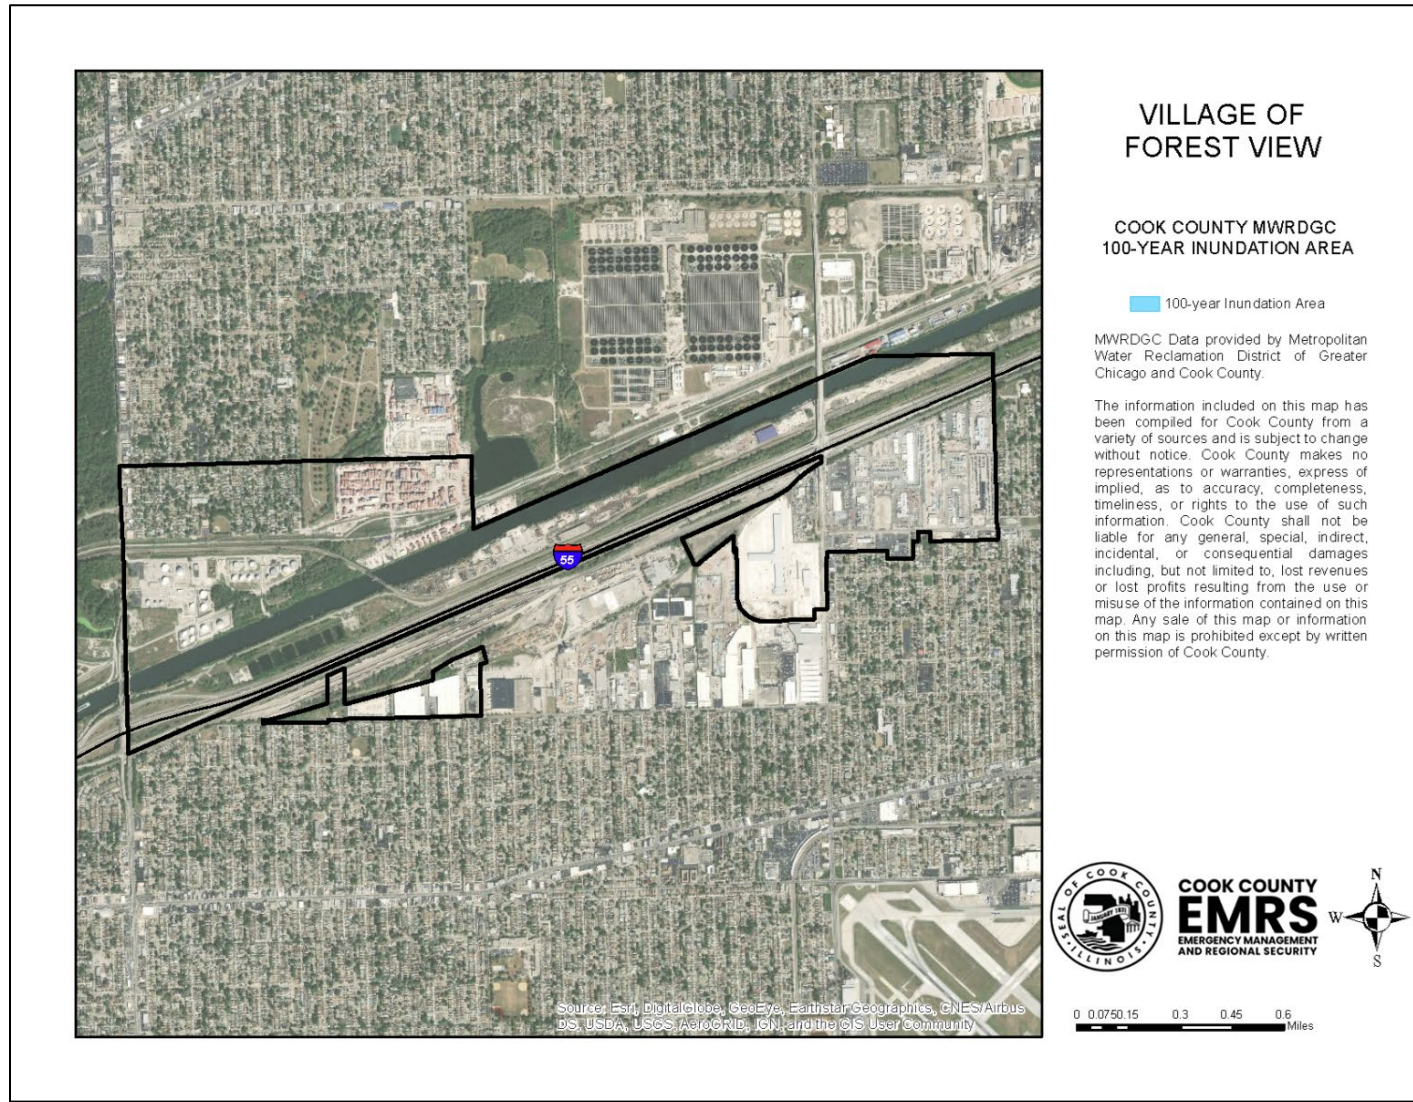 VILLAGE OF
FOREST VIEW
COOK COUNTY MWRDGC
100-YEAR INUNDATION AREA
100-year Inundation Area
MWRDGC Data provided by Metropolitan
Water Reclamation District of Greater
Chicago and Cook County.
The information included on this map has
been compiled for Cook County from a
variety of sources and is subject to change
without notice. Cook County makes no
representations or warranties, express of
implied, as to accuracy, completeness,
timeliness, or rights to the use of such
information. Cook County shall not be
liable for any general, special, indirect,
incidental, or consequential damages
including, but not limited to, lost revenues
or lost profits resulting from the use or
misuse of the information contained on this
map. Any sale of this map or information
on this map is prohibited except by written
permission of Cook County.
55
SEAL OF COOK COUNTY
JANUARY 1831
ILLINOIS
COOK COUNTY
EMRS
EMERGENCY MANAGEMENT
AND REGIONAL SECURITY
N
W
S
Source: Esri, DigitalGlobe, GeoEye, Earthstar Geographics, CNES/Airbus
DS, USDA, USGS, AeroGRID, IGN, and the GIS User Community
0 0.075 0.15 0.3 0.45 0.6
Miles